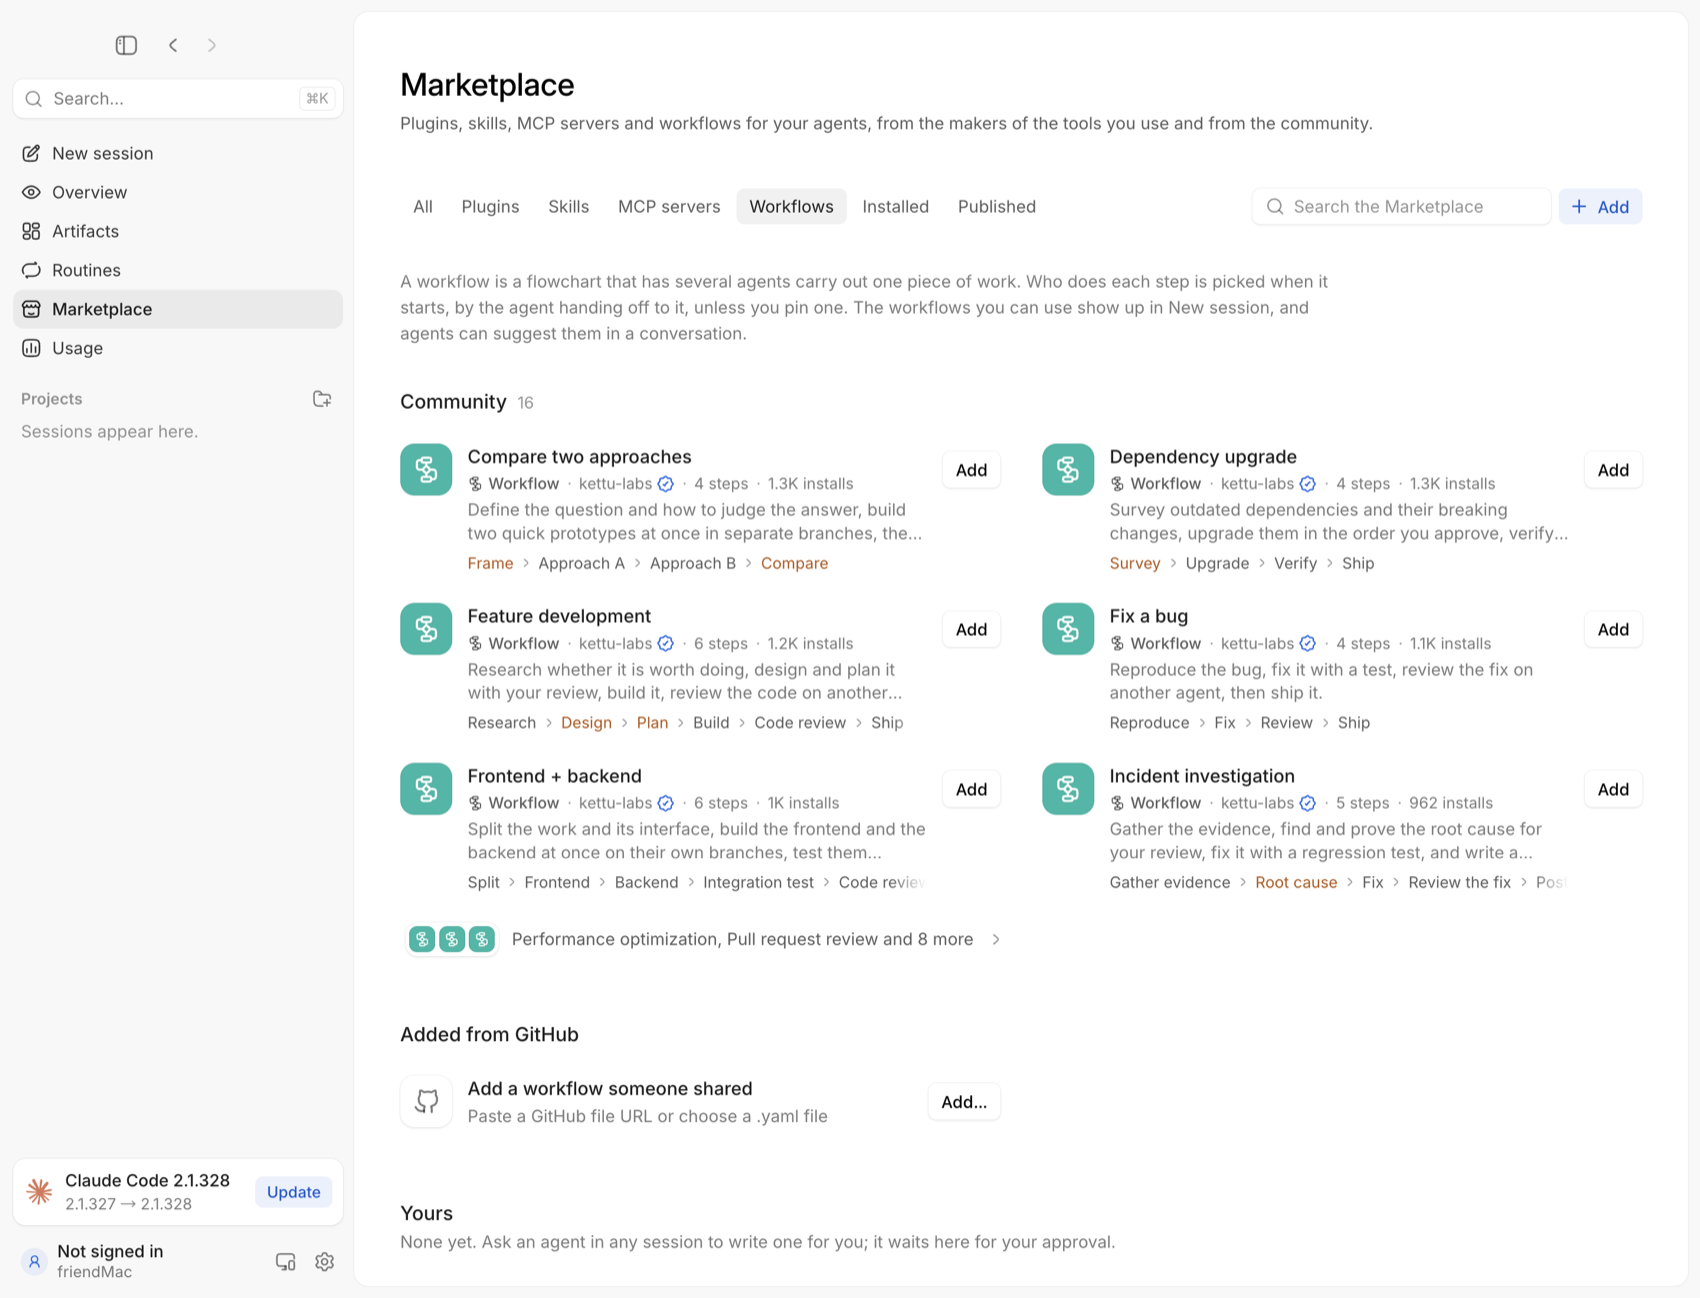 Search...
⌘K
New session
Overview
Artifacts
Routines
Marketplace
Usage
Projects
Sessions appear here.
Claude Code 2.1.328
2.1.327 → 2.1.328
Update
Not signed in
friendMac
Marketplace
Plugins, skills, MCP servers and workflows for your agents, from the makers of the tools you use and from the community.
All Plugins Skills MCP servers Workflows Installed Published
Search the Marketplace
+ Add
A workflow is a flowchart that has several agents carry out one piece of work. Who does each step is picked when it
starts, by the agent handing off to it, unless you pin one. The workflows you can use show up in New session, and
agents can suggest them in a conversation.
Community 16
Compare two approaches
Workflow · kettu-labs · 4 steps · 1.3K installs
Define the question and how to judge the answer, build
two quick prototypes at once in separate branches, the...
Frame > Approach A > Approach B > Compare
Add
Dependency upgrade
Workflow · kettu-labs · 4 steps · 1.3K installs
Survey outdated dependencies and their breaking
changes, upgrade them in the order you approve, verify...
Survey > Upgrade > Verify > Ship
Add
Feature development
Workflow · kettu-labs · 6 steps · 1.2K installs
Research whether it is worth doing, design and plan it
with your review, build it, review the code on another...
Research > Design > Plan > Build > Code review > Ship
Add
Fix a bug
Workflow · kettu-labs · 4 steps · 1.1K installs
Reproduce the bug, fix it with a test, review the fix on
another agent, then ship it.
Reproduce > Fix > Review > Ship
Add
Frontend + backend
Workflow · kettu-labs · 6 steps · 1K installs
Split the work and its interface, build the frontend and the
backend at once on their own branches, test them...
Split > Frontend > Backend > Integration test > Code review
Add
Incident investigation
Workflow · kettu-labs · 5 steps · 962 installs
Gather the evidence, find and prove the root cause for
your review, fix it with a regression test, and write a...
Gather evidence > Root cause > Fix > Review the fix > Post
Add
Performance optimization, Pull request review and 8 more >
Added from GitHub
Add a workflow someone shared
Paste a GitHub file URL or choose a .yaml file
Add...
Yours
None yet. Ask an agent in any session to write one for you; it waits here for your approval.